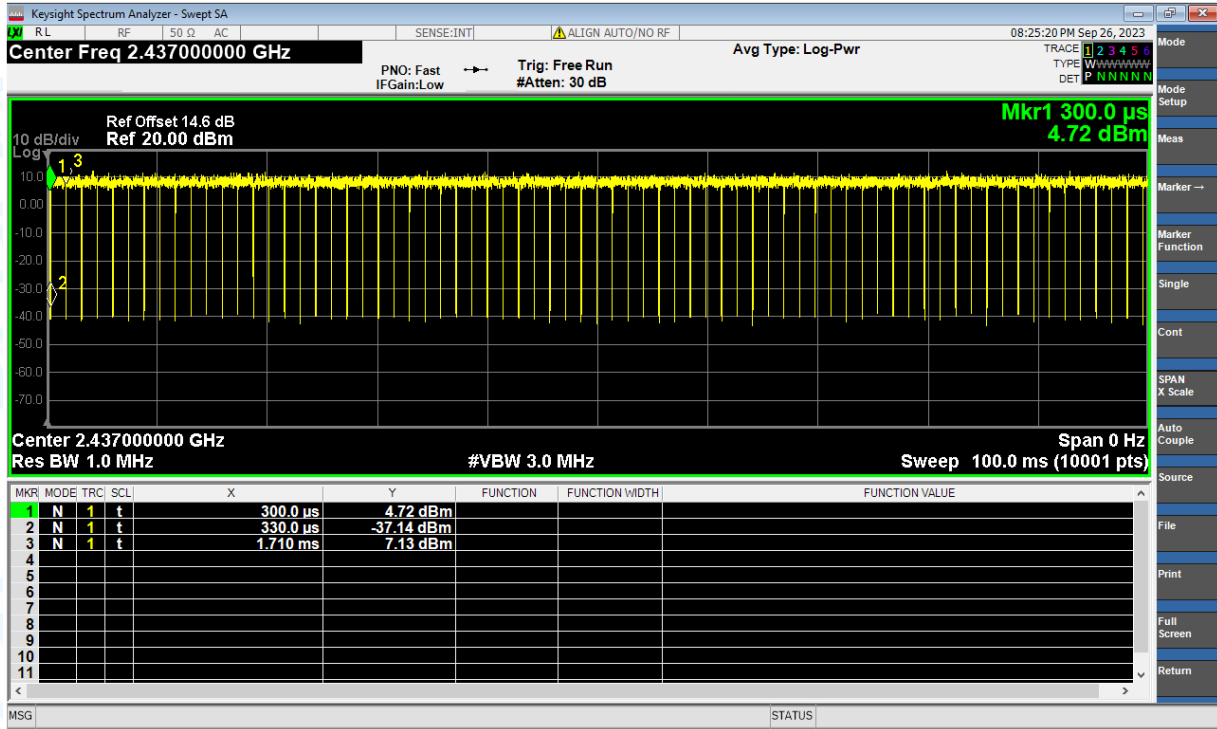 Keysight Spectrum Analyzer - Swept SA
LXI RL RF 50 Ω AC SENSE:INT ALIGN AUTO/NO RF 08:25:20 PM Sep 26, 2023
Center Freq 2.437000000 GHz
PNO: Fast
IFGain:Low
Trig: Free Run
#Atten: 30 dB
Avg Type: Log-Pwr
TRACE 1 2 3 4 5 6
TYPE WWWWWWW
DET P N N N N N
Mkr1 300.0 µs
4.72 dBm
Ref Offset 14.6 dB
10 dB/div Ref 20.00 dBm
Log
1 3
10.0
0.00
-10.0
-20.0
-30.0 2
-40.0
-50.0
-60.0
-70.0
Center 2.437000000 GHz Span 0 Hz
Res BW 1.0 MHz #VBW 3.0 MHz Sweep 100.0 ms (10001 pts)
MKR MODE TRC SCL X Y FUNCTION FUNCTION WIDTH FUNCTION VALUE
1 N 1 t 300.0 µs 4.72 dBm
2 N 1 t 330.0 µs -37.14 dBm
3 N 1 t 1.710 ms 7.13 dBm
4
5
6
7
8
9
10
11
MSG STATUS
Mode
Mode
Setup
Meas
Marker→
Marker
Function
Single
Cont
SPAN
X Scale
Auto
Couple
Source
File
Print
Full
Screen
Return